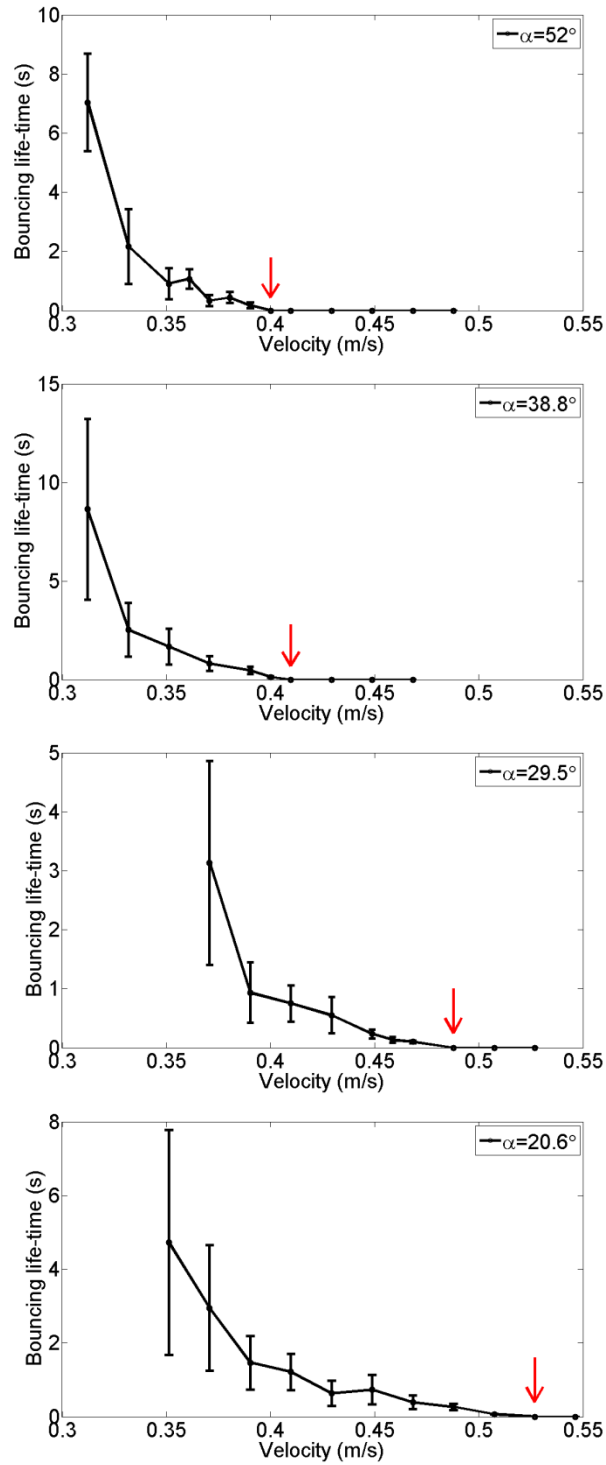 α=52°
Bouncing life-time (s)
10
8
6
4
2
0
0.3 0.35 0.4 0.45 0.5 0.55
Velocity (m/s)
α=38.8°
Bouncing life-time (s)
15
10
5
0
0.3 0.35 0.4 0.45 0.5 0.55
Velocity (m/s)
α=29.5°
Bouncing life-time (s)
5
4
3
2
1
0
0.3 0.35 0.4 0.45 0.5 0.55
Velocity (m/s)
α=20.6°
Bouncing life-time (s)
8
6
4
2
0
0.3 0.35 0.4 0.45 0.5 0.55
Velocity (m/s)